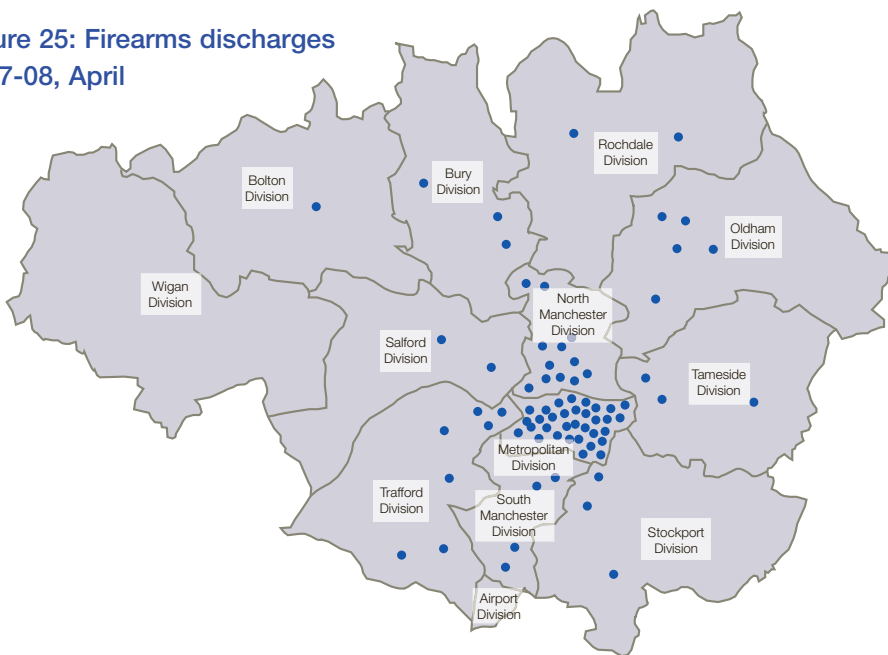 ure 25: Firearms discharges
7-08, April
Rochdale
Division
Bury
Division
Bolton
Division
Oldham
Division
Wigan
Division
North
Manchester
Division
Salford
Division
Tameside
Division
Metropolitan
Division
Trafford
Division
South
Manchester
Division
Stockport
Division
Airport
Division